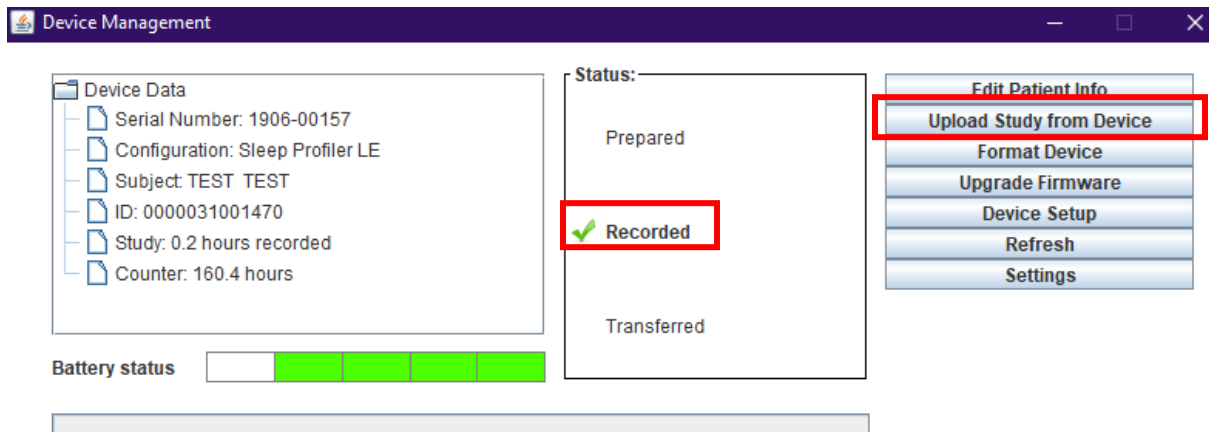 Device Management
Device Data
Serial Number: 1906-00157
Configuration: Sleep Profiler LE
Subject: TEST  TEST
ID: 0000031001470
Study: 0.2 hours recorded
Counter: 160.4 hours
Battery status
Status:
Prepared
Recorded
Transferred
Edit Patient Info
Upload Study from Device
Format Device
Upgrade Firmware
Device Setup
Refresh
Settings